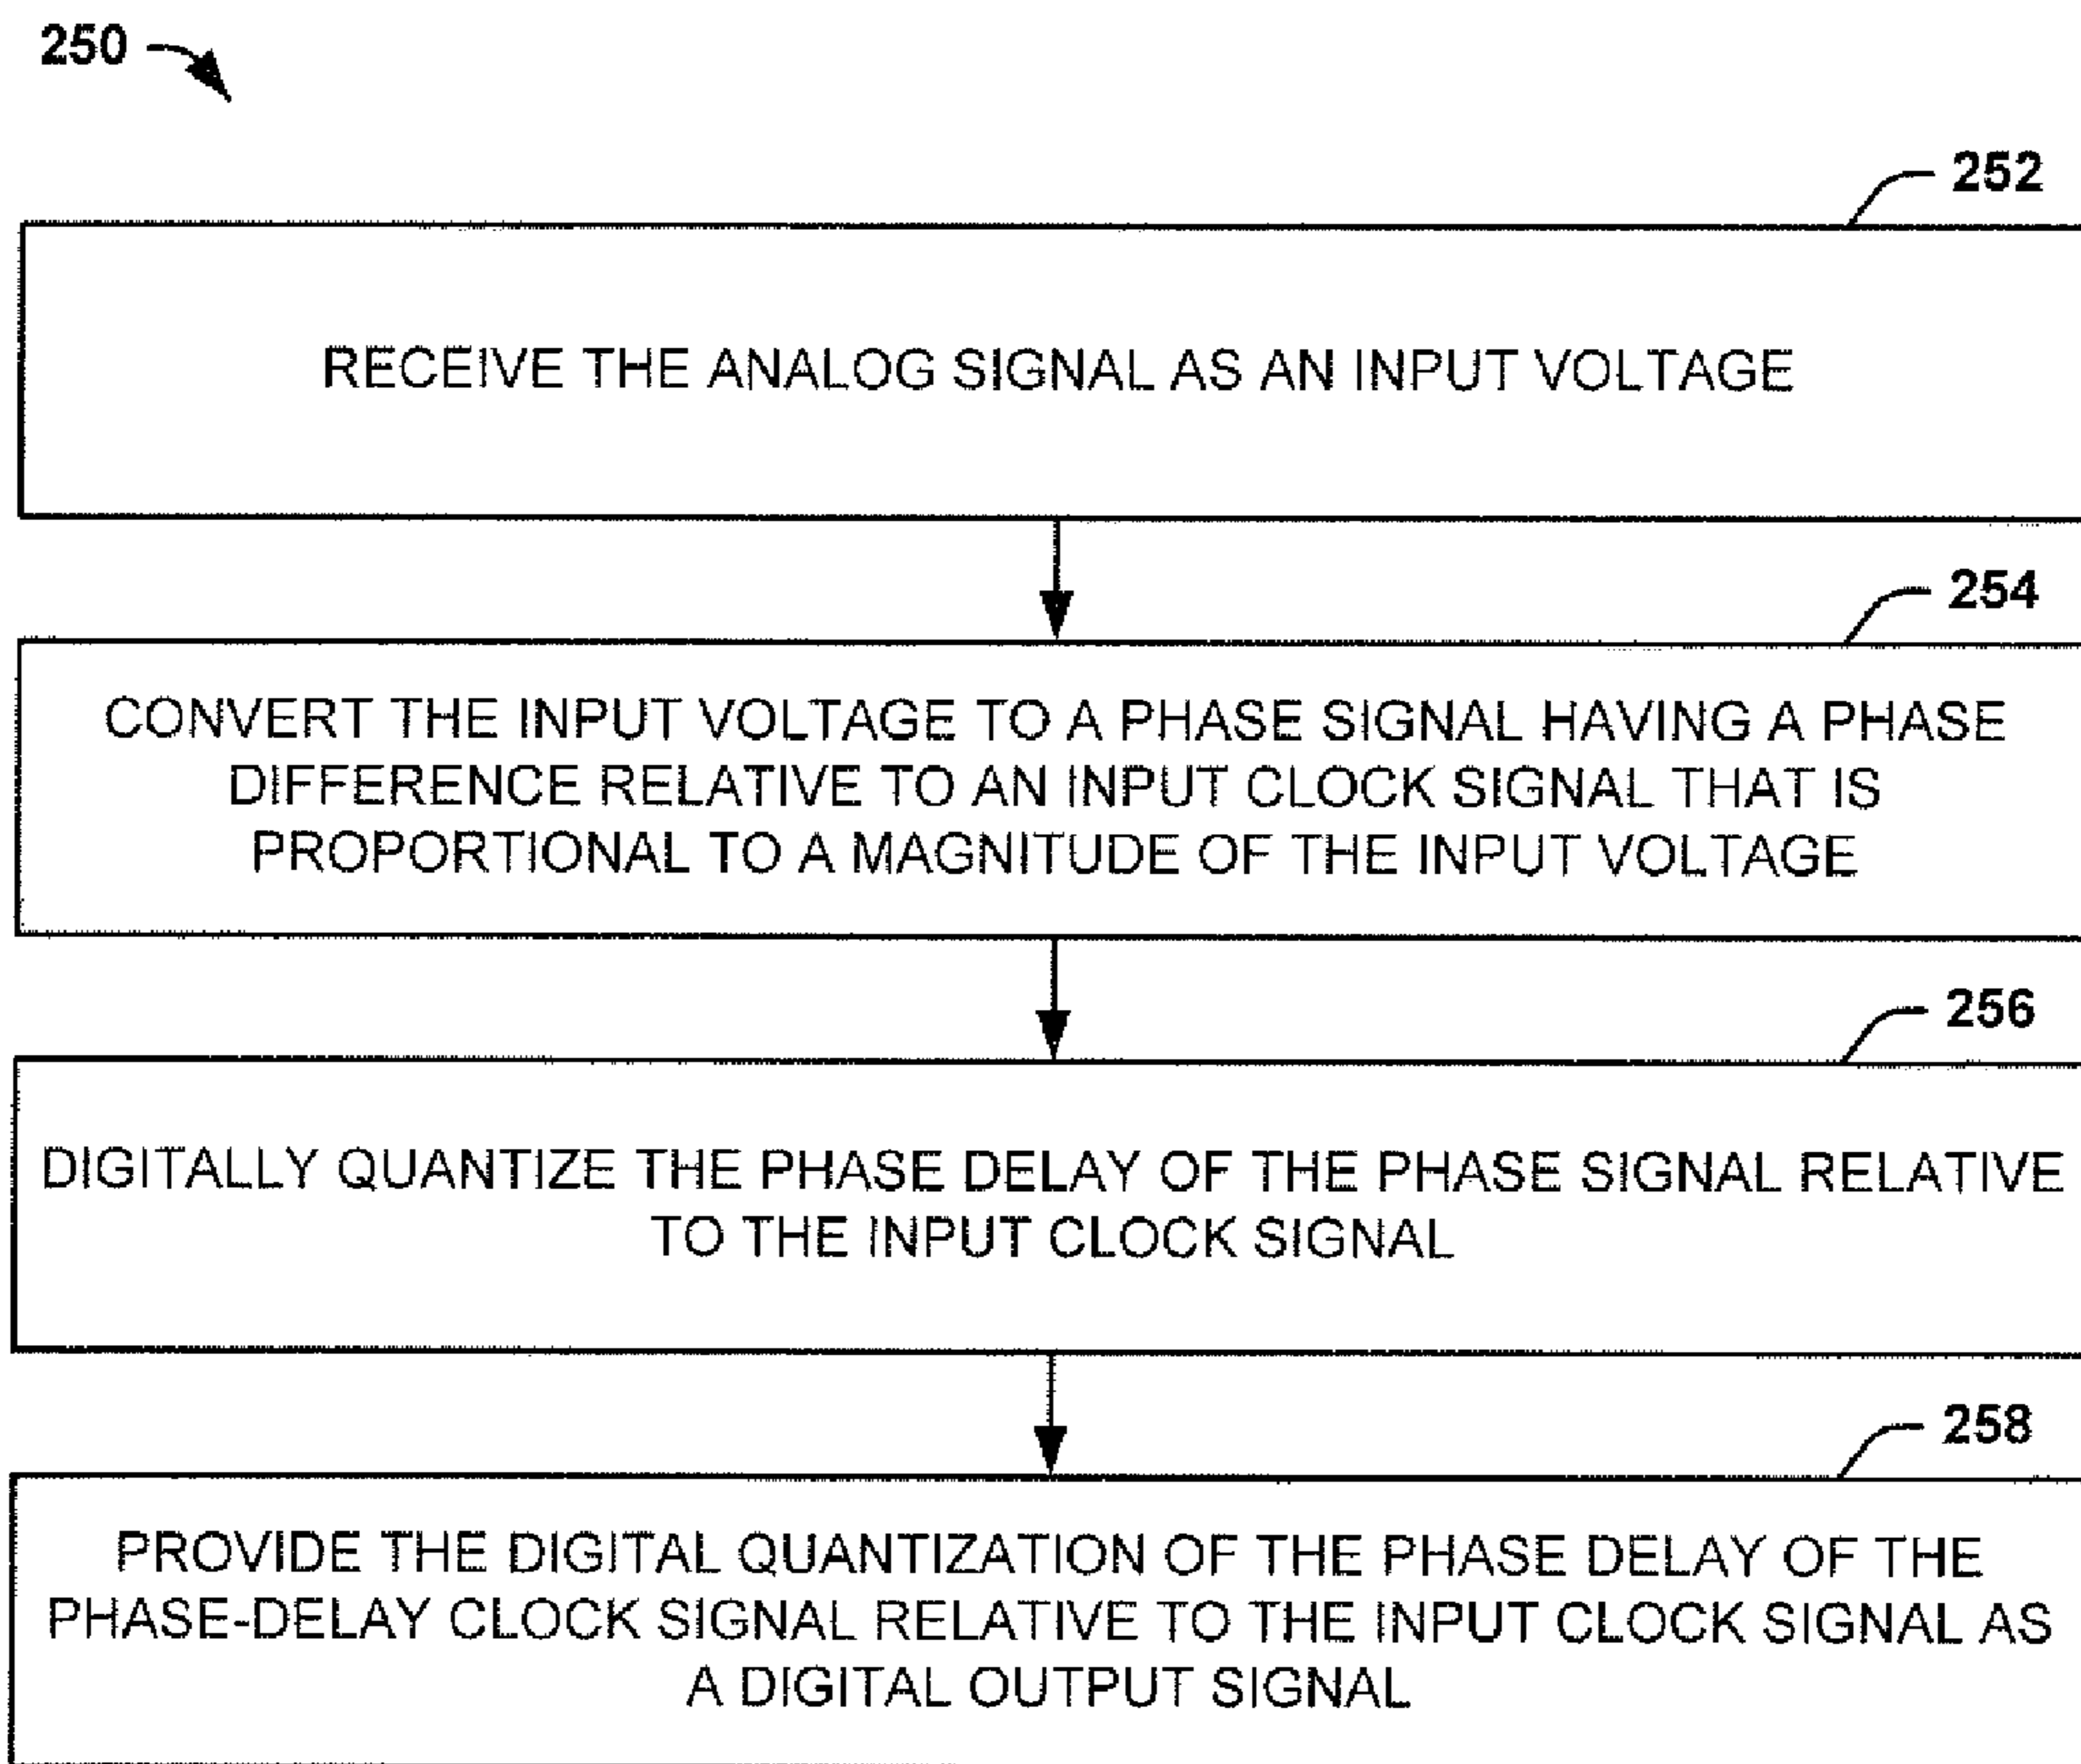 250
252
RECEIVE THE ANALOG SIGNAL AS AN INPUT VOLTAGE
254
CONVERT THE INPUT VOLTAGE TO A PHASE SIGNAL HAVING A PHASE
DIFFERENCE RELATIVE TO AN INPUT CLOCK SIGNAL THAT IS
PROPORTIONAL TO A MAGNITUDE OF THE INPUT VOLTAGE
256
DIGITALLY QUANTIZE THE PHASE DELAY OF THE PHASE SIGNAL RELATIVE
TO THE INPUT CLOCK SIGNAL
258
PROVIDE THE DIGITAL QUANTIZATION OF THE PHASE DELAY OF THE
PHASE-DELAY CLOCK SIGNAL RELATIVE TO THE INPUT CLOCK SIGNAL AS
A DIGITAL OUTPUT SIGNAL